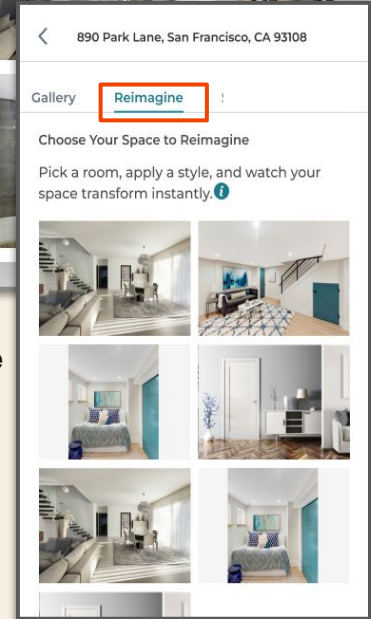 890 Park Lane, San Francisco, CA 93108
Gallery Reimagine
Choose Your Space to Reimagine
Pick a room, apply a style, and watch your
space transform instantly. i
e